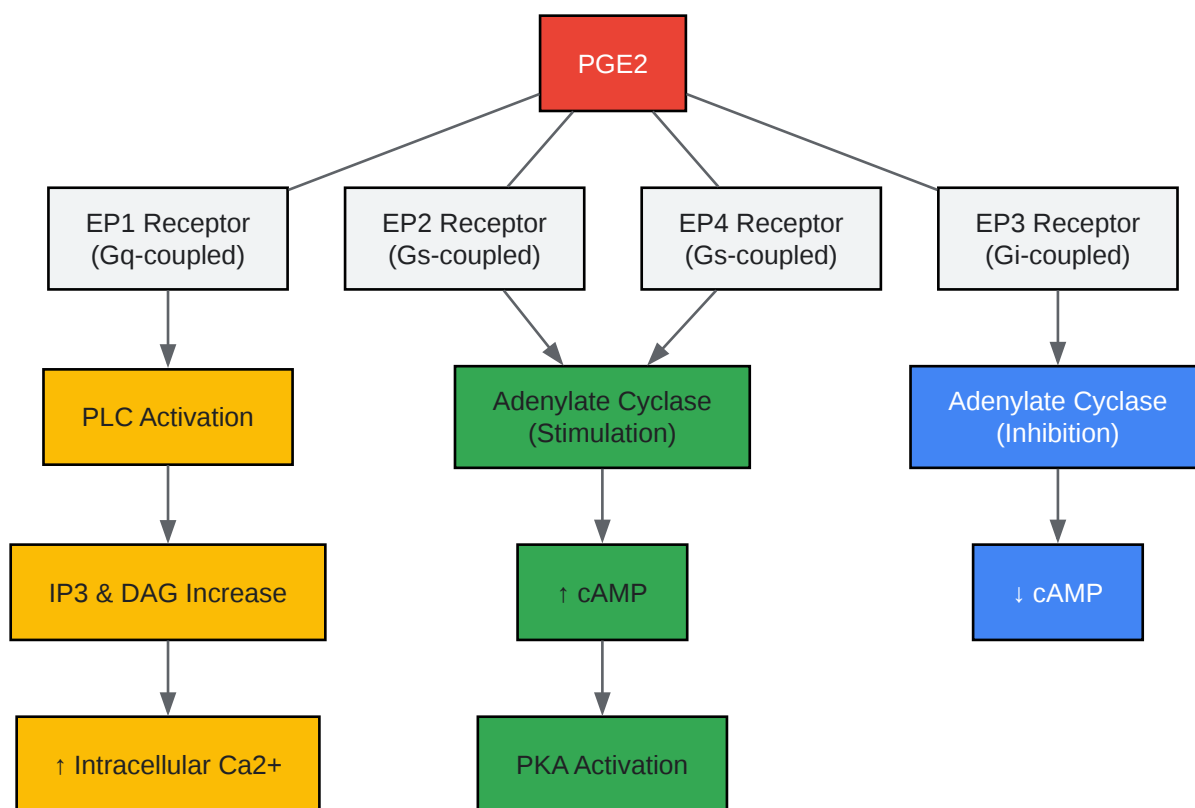 PGE2
EP1 Receptor
(Gq-coupled)
EP2 Receptor
(Gs-coupled)
EP4 Receptor
(Gs-coupled)
EP3 Receptor
(Gi-coupled)
PLC Activation
Adenylate Cyclase
(Stimulation)
Adenylate Cyclase
(Inhibition)
IP3 & DAG Increase
↑ cAMP
↓ cAMP
↑ Intracellular Ca2+
PKA Activation